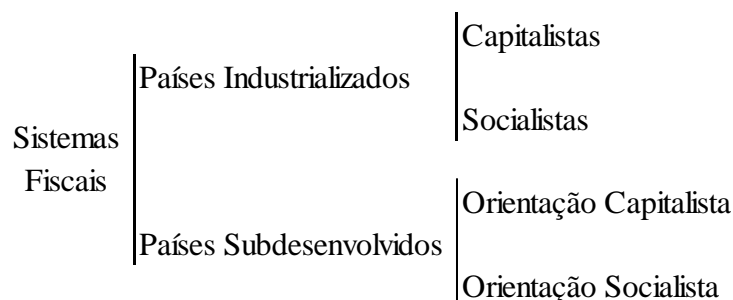 Capitalistas
Países Industrializados
Socialistas
Sistemas
Fiscais
Orientação Capitalista
Países Subdesenvolvidos
Orientação Socialista